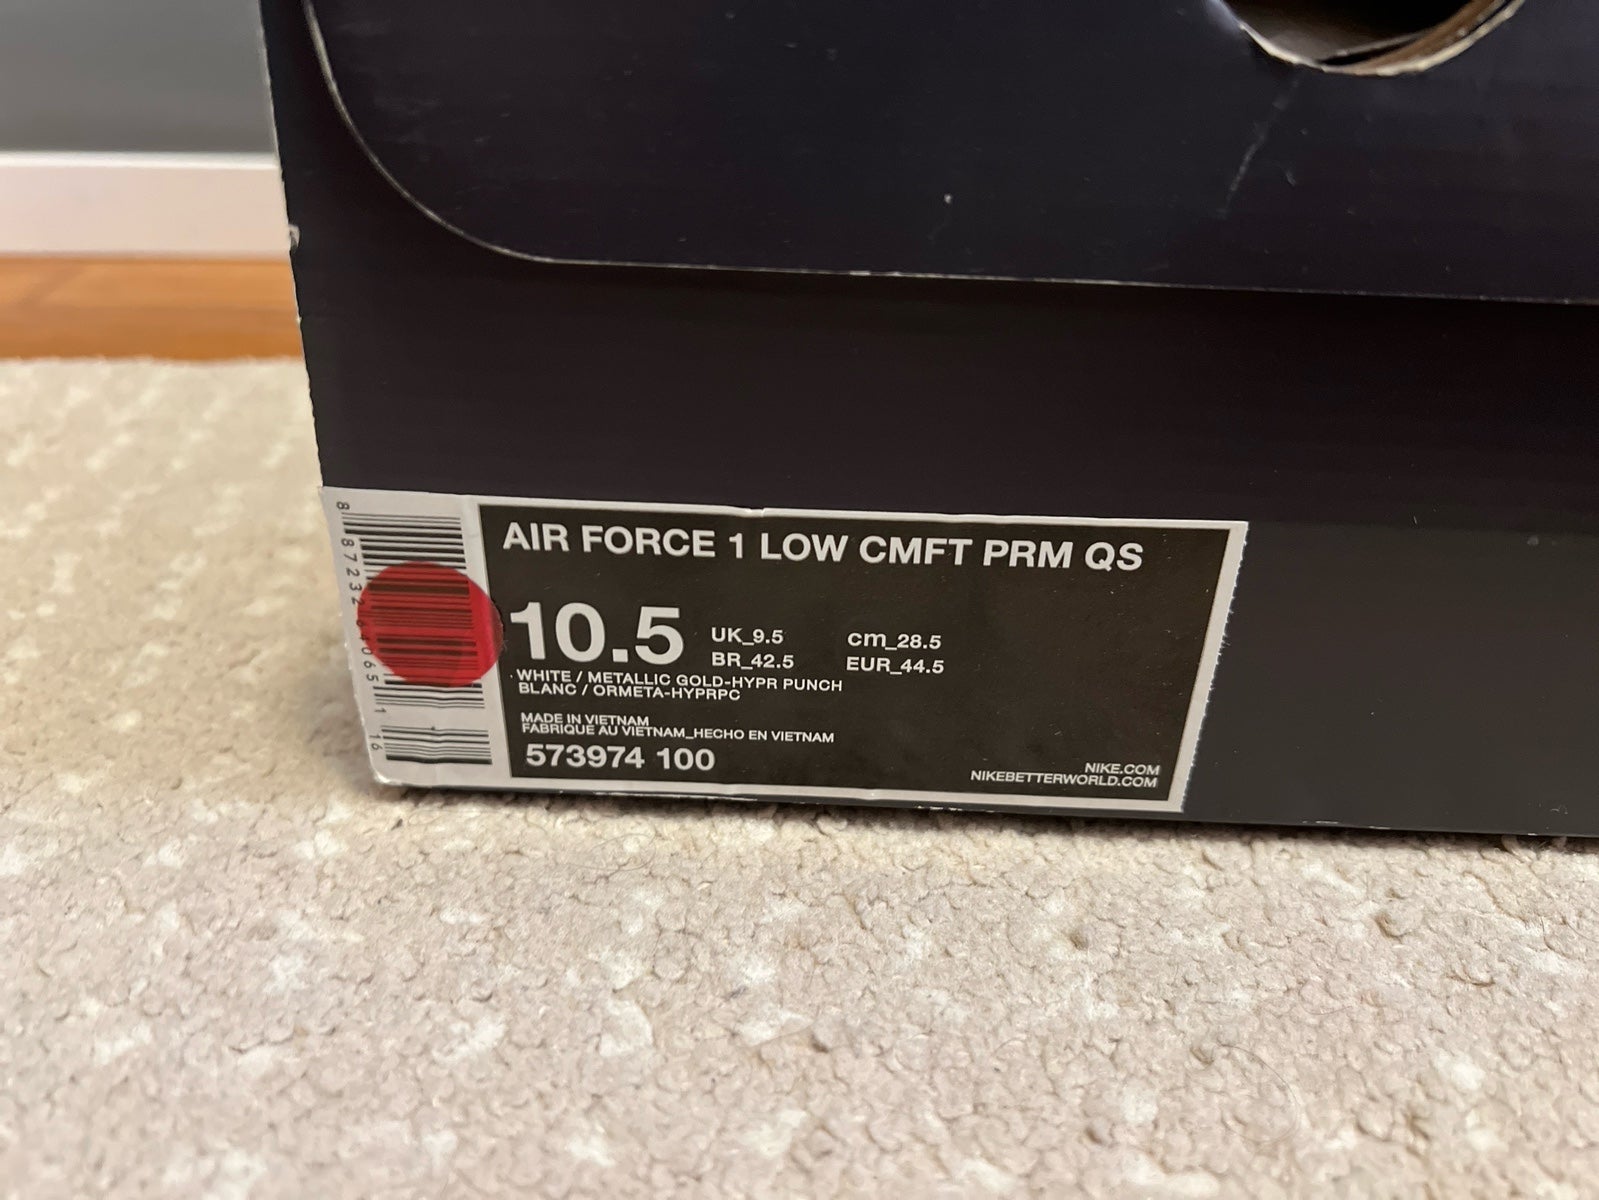 AIR FORCE 1 LOW CMFT PRM QS
10.5
UK_9.5 cm_28.5
BR_42.5 EUR_44.5
WHITE / METALLIC GOLD-HYPR PUNCH
BLANC / ORMETA-HYPRPC
MADE IN VIETNAM
FABRIQUE AU VIETNAM_HECHO EN VIETNAM
573974 100
NIKE.COM
NIKEBETTERWORLD.COM
16